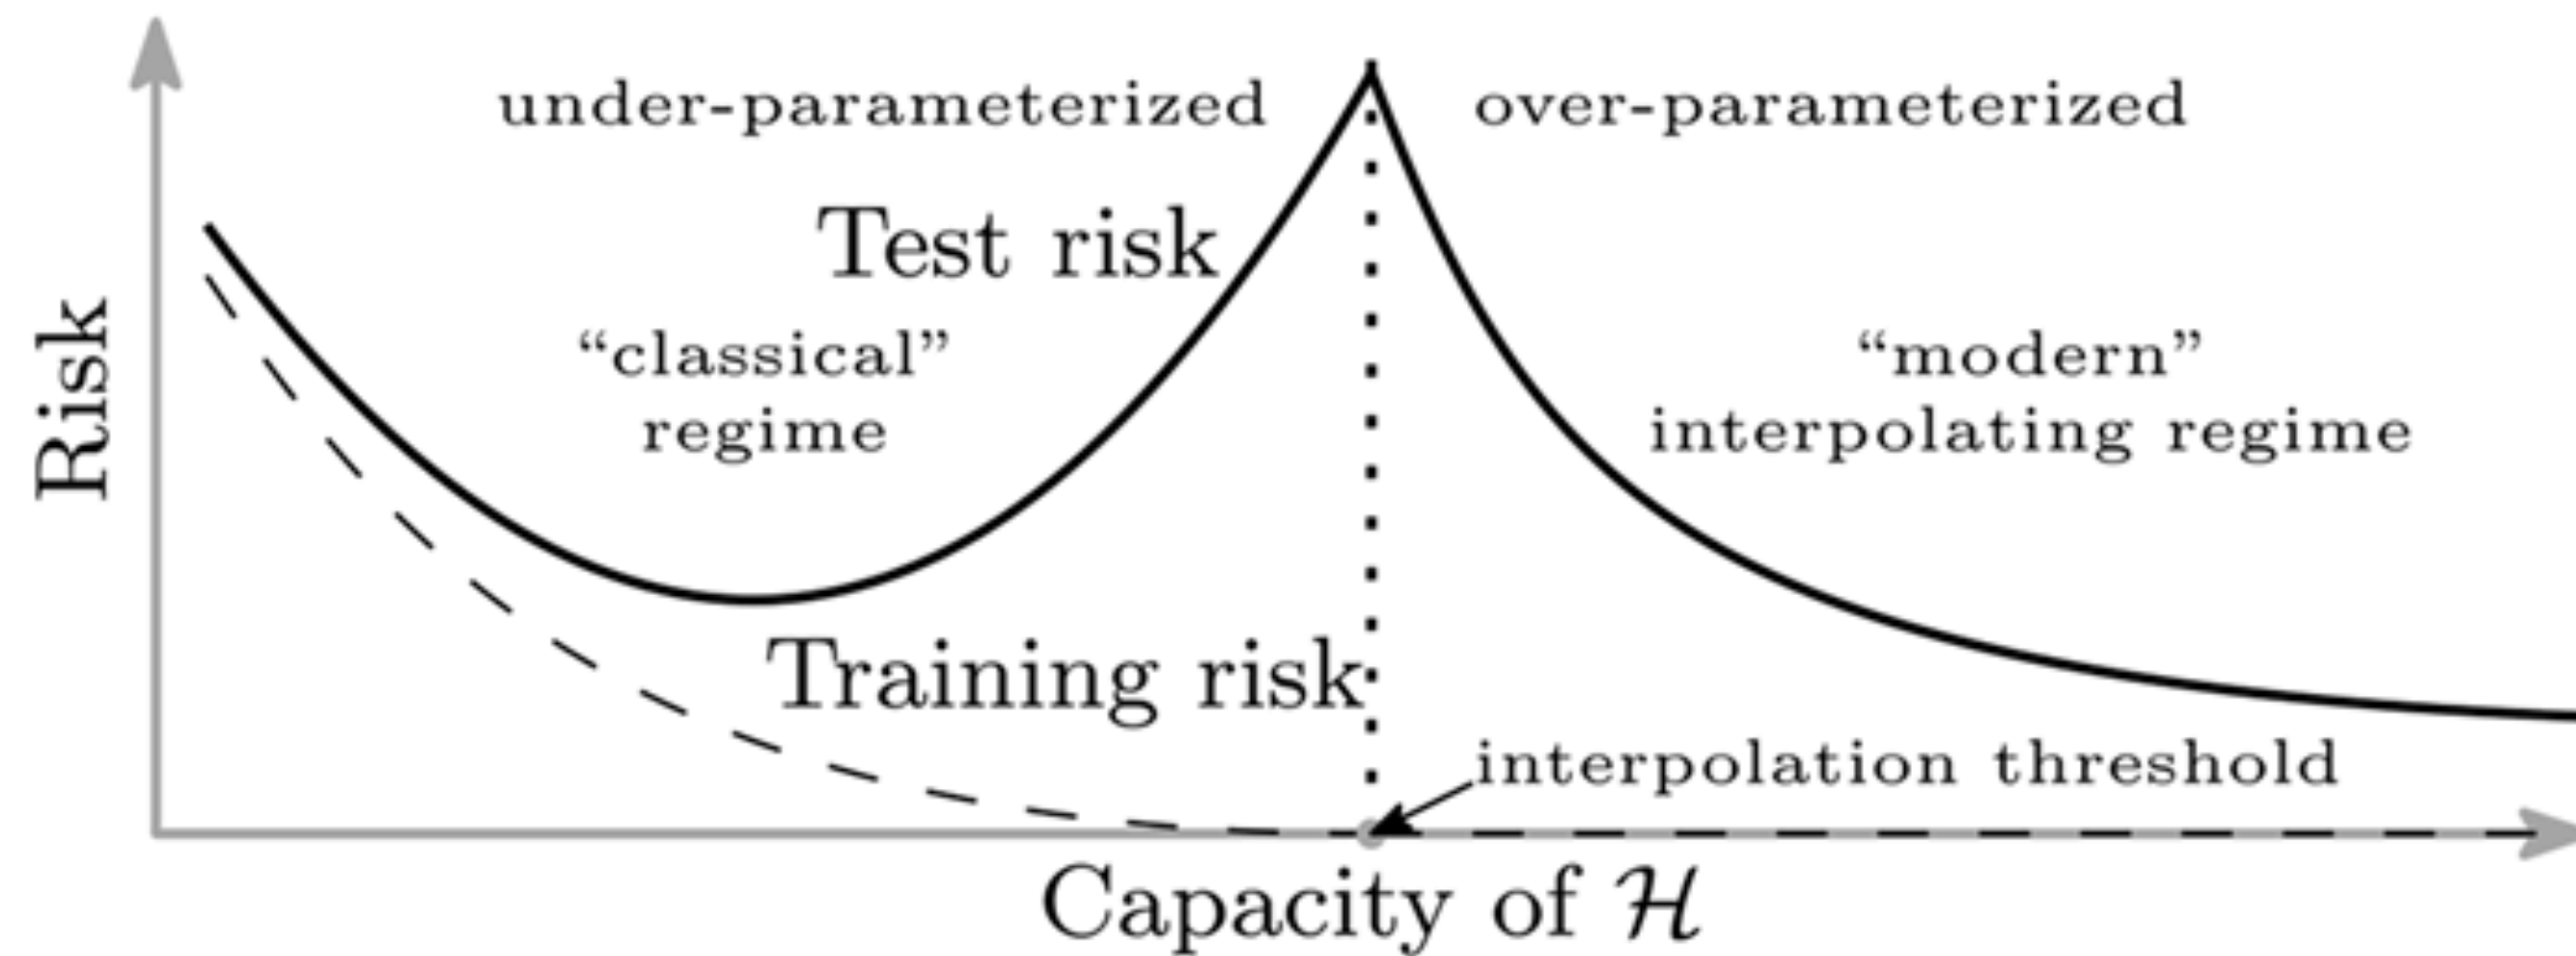 under-parameterized
over-parameterized
Test risk
“classical”
regime
“modern”
interpolating regime
Risk
Training risk
interpolation threshold
Capacity of ℋ